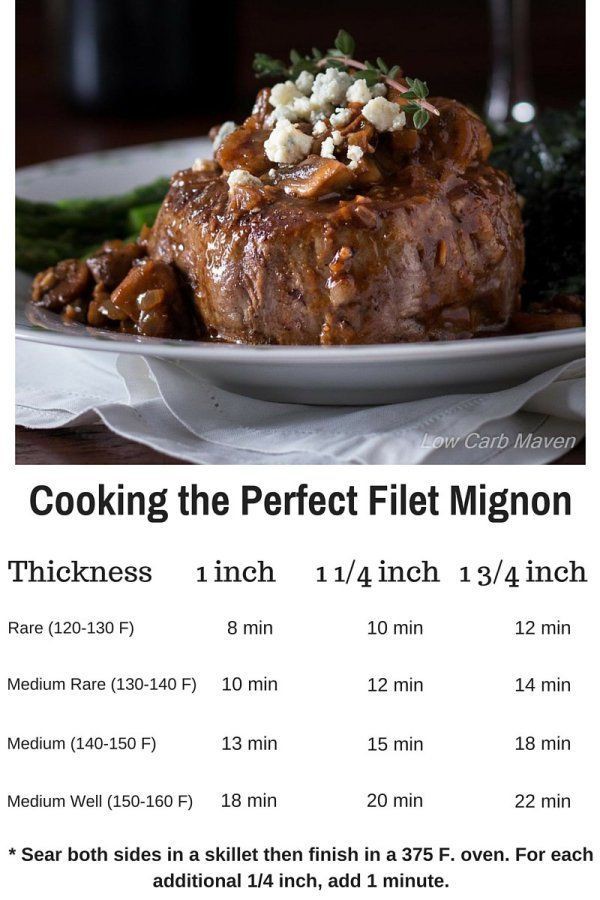 Low Carb Maven
Cooking the Perfect Filet Mignon
Thickness 1 inch 1 1/4 inch 1 3/4 inch
Rare (120-130 F) 8 min 10 min 12 min
Medium Rare (130-140 F) 10 min 12 min 14 min
Medium (140-150 F) 13 min 15 min 18 min
Medium Well (150-160 F) 18 min 20 min 22 min
* Sear both sides in a skillet then finish in a 375 F. oven. For each
additional 1/4 inch, add 1 minute.